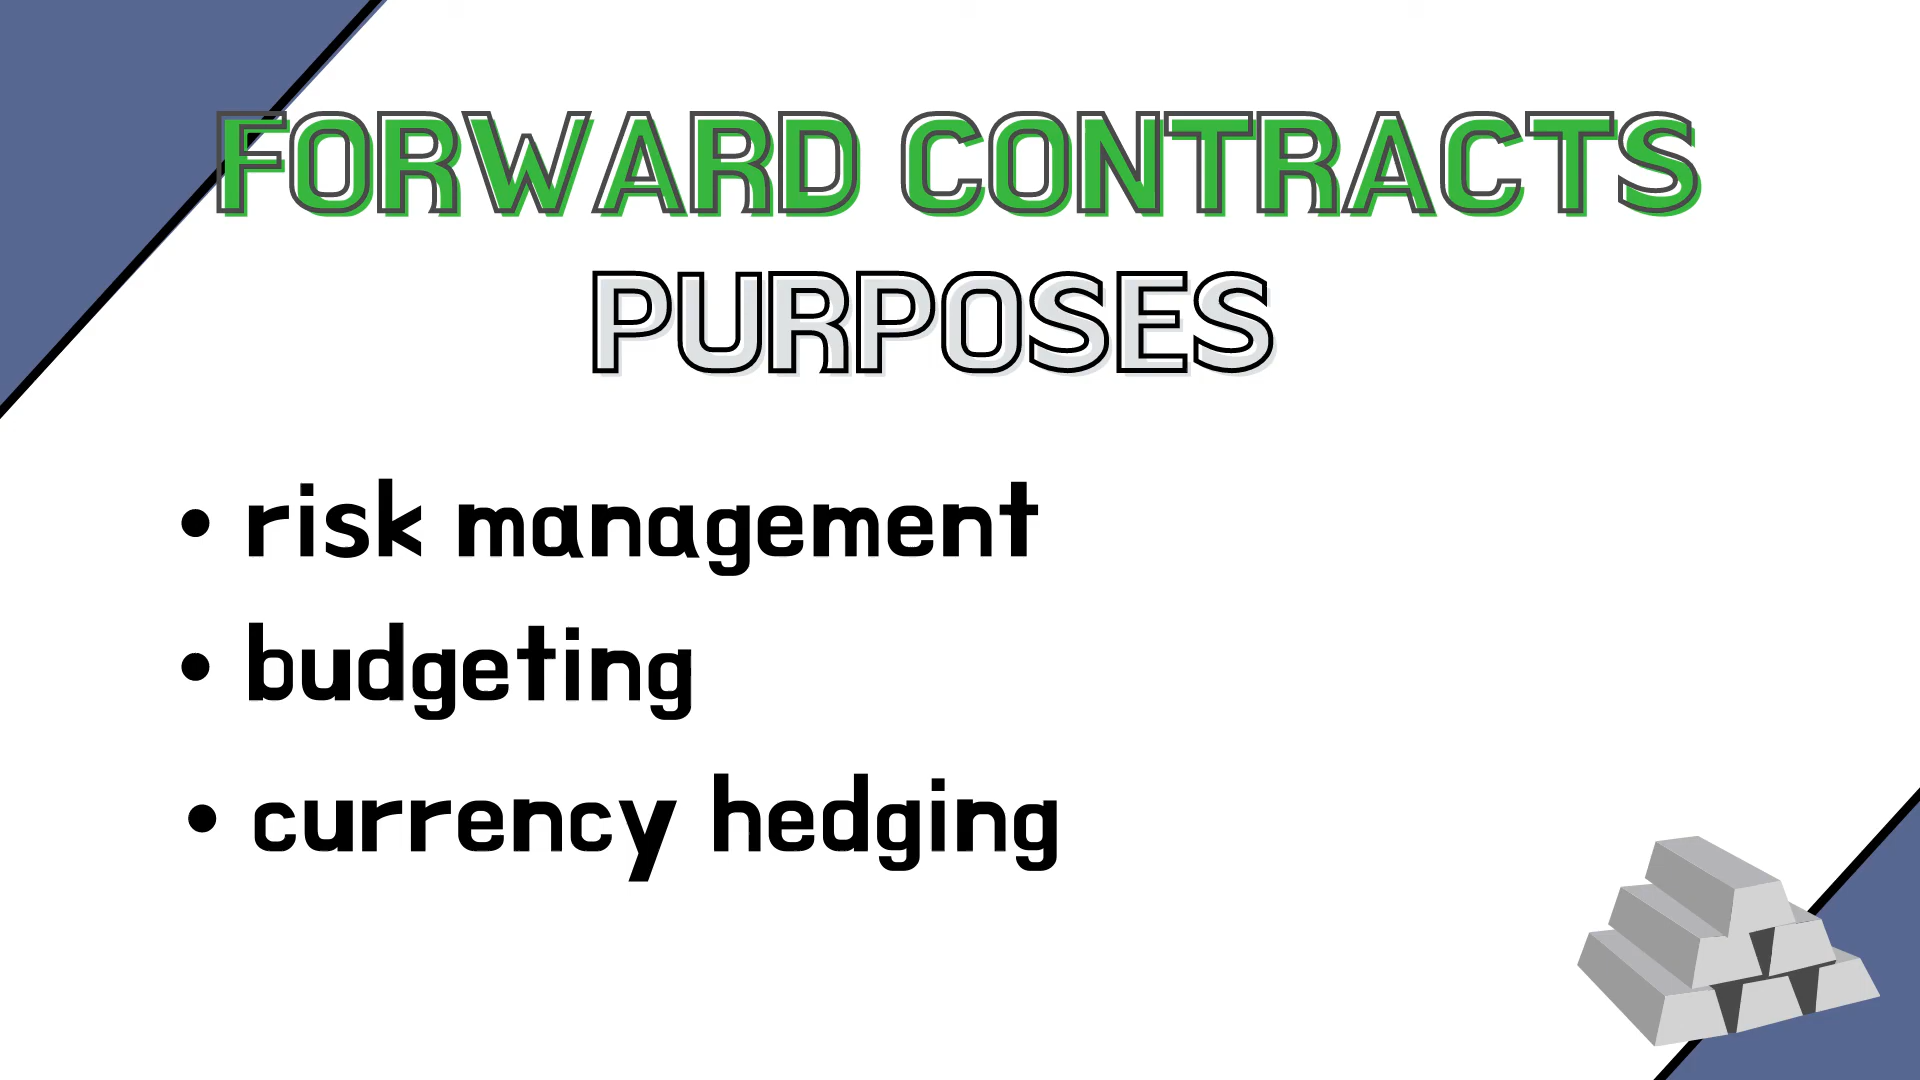 FORWARD CONTRACTS
PURPOSES
• risk management
• budgeting
• currency hedging